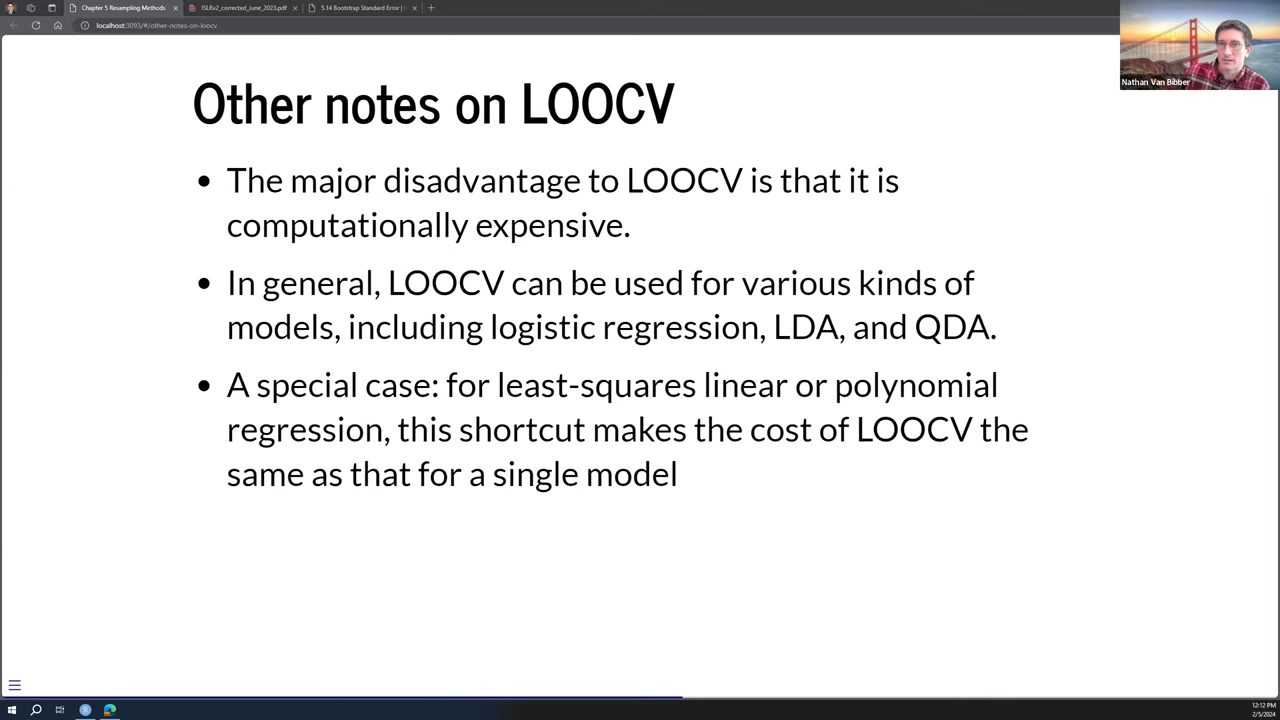 Chapter 5 Resampling Methods
ISLRv2_corrected_June_2023.pdf
5.14 Bootstrap Standard Error |
localhost:3093/#/other-notes-on-loocv
Nathan Van Bibber
Other notes on LOOCV
• The major disadvantage to LOOCV is that it is
computationally expensive.
• In general, LOOCV can be used for various kinds of
models, including logistic regression, LDA, and QDA.
• A special case: for least-squares linear or polynomial
regression, this shortcut makes the cost of LOOCV the
same as that for a single model
12:12 PM
2/5/2024